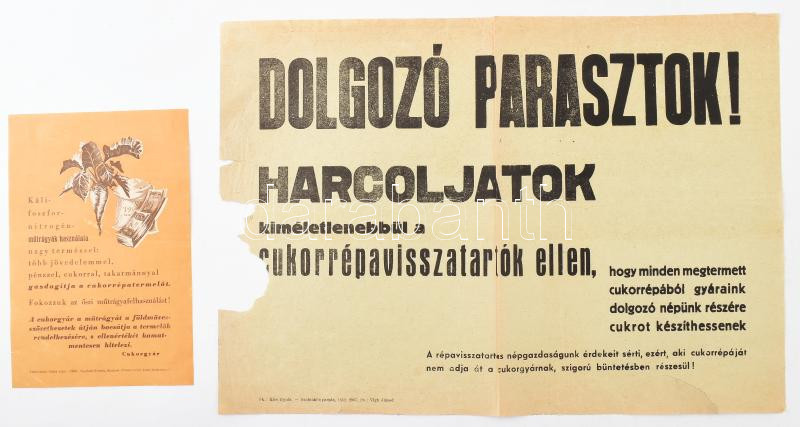 Káli-
foszfor-
nitrogén-
műtrágyák használata
nagy terméssel:
több jövedelemmel,
pénzzel, cukorral, takarmánnyal
gazdagítja a cukorrépatermelőt.
Fokozzuk az őszi műtrágyafelhasználást!
A cukorgyár a műtrágyát a földműves-
szövetkezetek útján bocsátja a termelők
rendelkezésére, s ellenértékét kamat-
mentesen hitelezi.
Cukorgyár
DOLGOZÓ PARASZTOK!
HARCOLJATOK
kíméletlenebbül a
cukorrépavisszatartók ellen,
hogy minden megtermett
cukorrépából gyáraink
dolgozó népünk részére
cukrot készíthessenek
A répavisszatartás népgazdaságunk érdekeit sérti, ezért, aki cukorrépáját
nem adja át a cukorgyárnak, szigorú büntetésben részesül!
darabanth